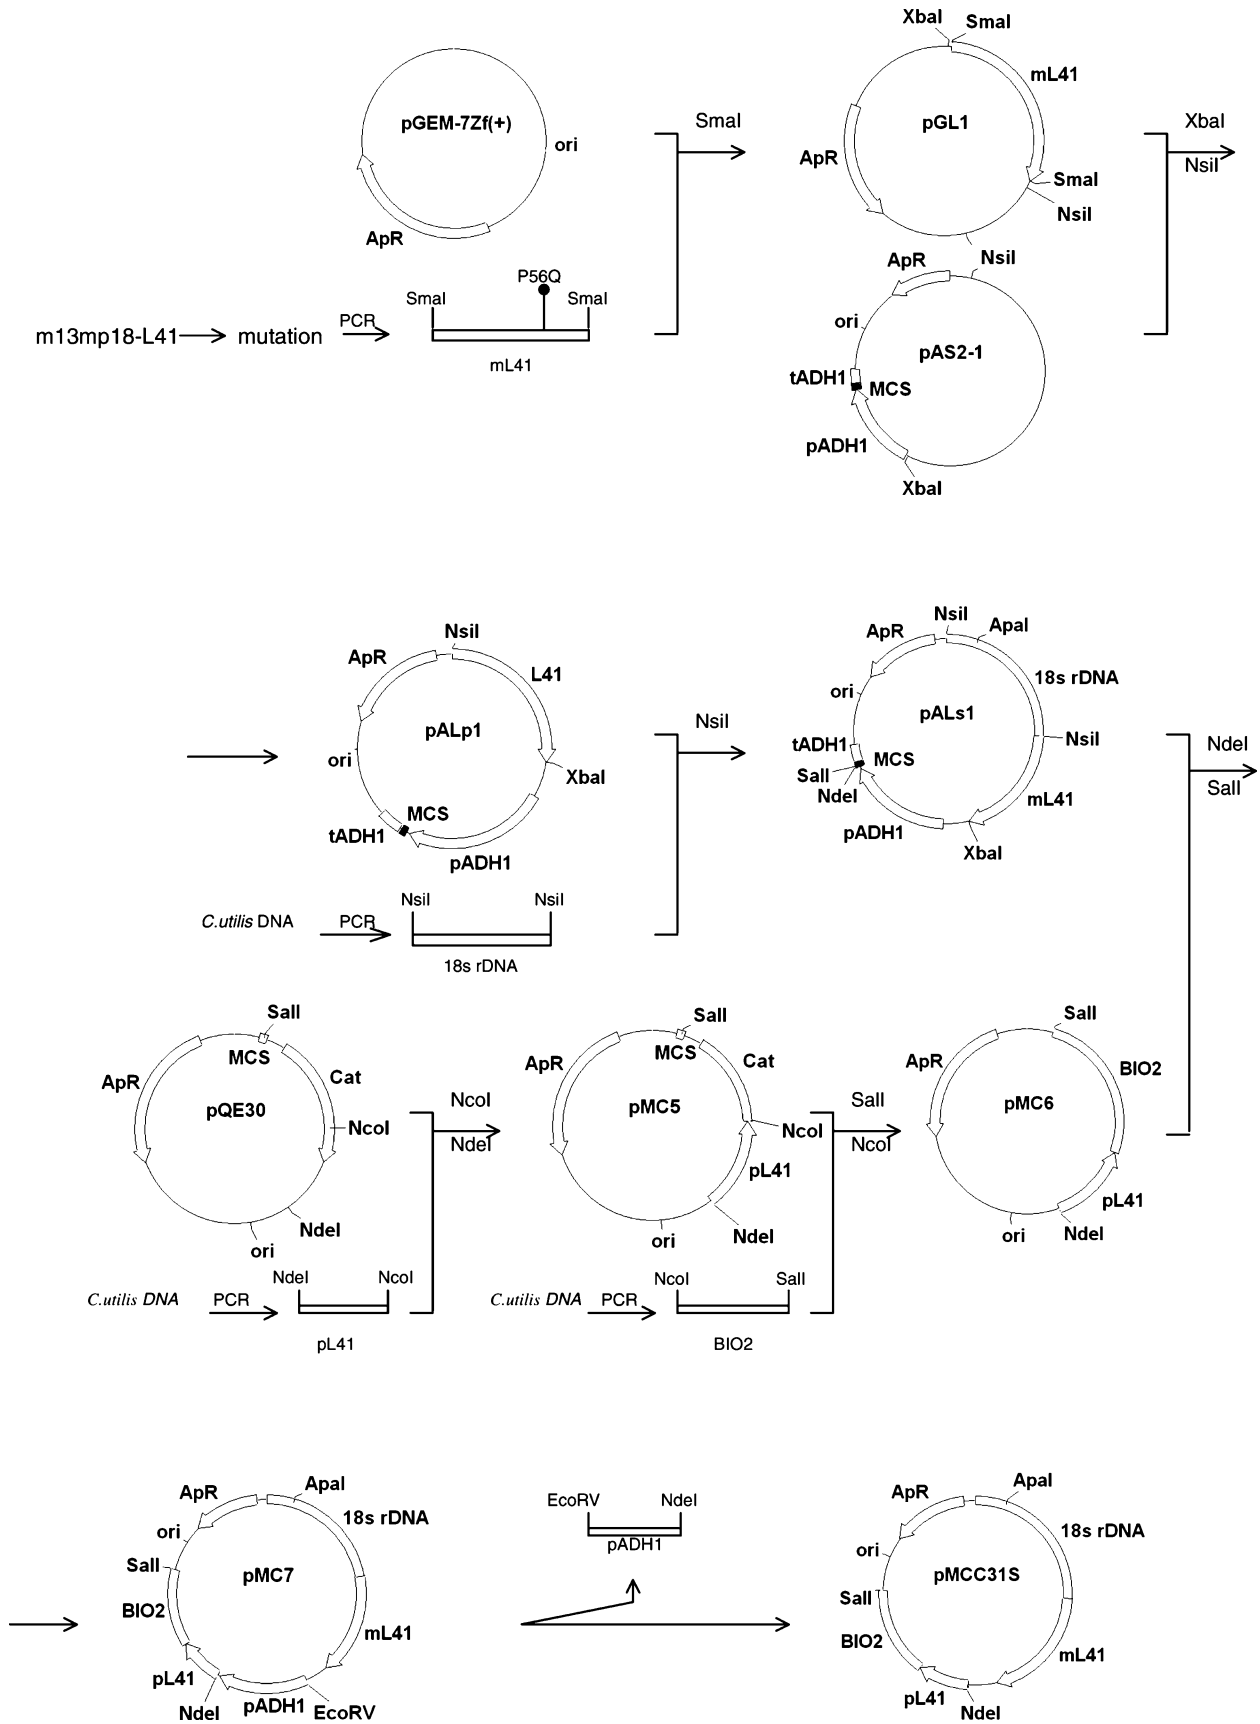 XbaI
SmaI
mL41
pGEM-7Zf(+)
ori
ApR
SmaI
pGL1
ApR
SmaI
NsiI
XbaI
NsiI
m13mp18-L41
mutation
PCR
SmaI
P56Q
SmaI
mL41
NsiI
ApR
ori
pAS2-1
tADH1
MCS
pADH1
XbaI
NsiI
ApR
L41
pALp1
ori
XbaI
MCS
tADH1
pADH1
NsiI
NsiI
ApaI
ApR
18s rDNA
ori
pALs1
NsiI
tADH1
MCS
SalI
NdeI
mL41
pADH1
XbaI
NdeI
SalI
C.utilis DNA
PCR
NsiI
NsiI
18s rDNA
SalI
MCS
ApR
Cat
pQE30
NcoI
NdeI
ori
NcoI
NdeI
C.utilis DNA
PCR
NdeI
NcoI
pL41
SalI
MCS
ApR
Cat
pMC5
NcoI
pL41
NdeI
ori
SalI
NcoI
C.utilis DNA
PCR
NcoI
SalI
BIO2
SalI
ApR
BIO2
pMC6
pL41
NdeI
ori
ApaI
ApR
18s rDNA
ori
SalI
pMC7
BIO2
mL41
pL41
NdeI
pADH1
EcoRV
EcoRV
NdeI
pADH1
ApaI
ApR
18s rDNA
ori
pMCC31S
SalI
BIO2
mL41
pL41
NdeI